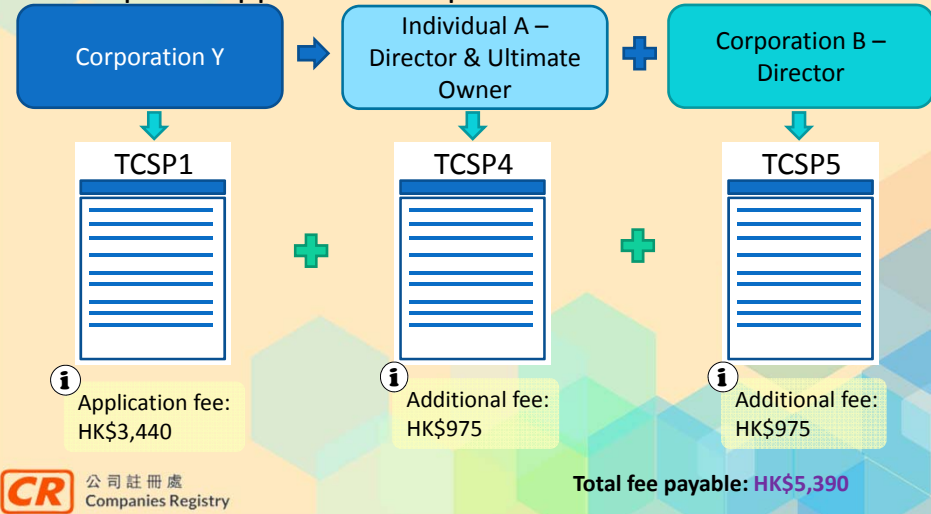 Corporation Y
Individual A –
Director & Ultimate
Owner
Corporation B –
Director
TCSP1
TCSP4
TCSP5
Application fee:
HK$3,440
Additional fee:
HK$975
Additional fee:
HK$975
CR
公司註冊處
Companies Registry
Total fee payable: HK$5,390